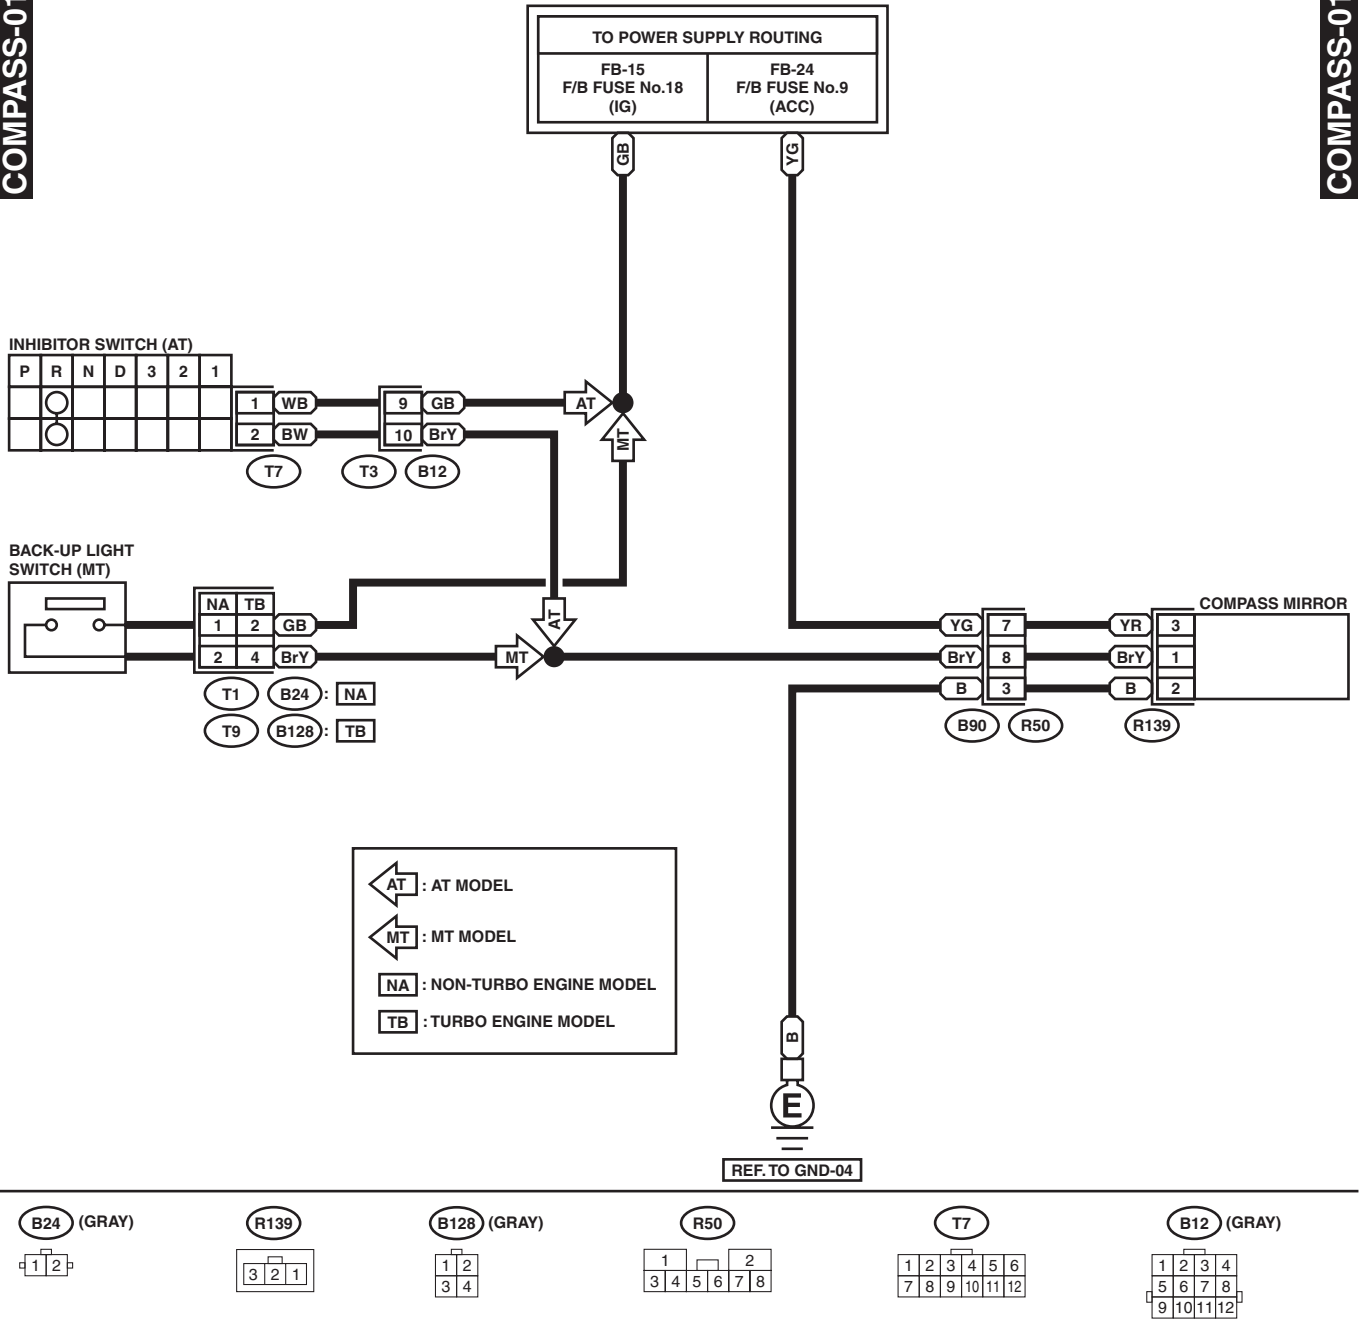 COMPASS-01
COMPASS-01
TO POWER SUPPLY ROUTING
FB-15
F/B FUSE No.18
(IG)
FB-24
F/B FUSE No.9
(ACC)
GB
YG
INHIBITOR SWITCH (AT)
P R N D 3 2 1
1 WB 9 GB AT
2 BW 10 BrY MT
T7 T3 B12
BACK-UP LIGHT
SWITCH (MT)
NA TB
1 2 GB
2 4 BrY MT
AT
T1 B24 : NA
T9 B128 : TB
COMPASS MIRROR
YG 7 YR 3
BrY 8 BrY 1
B 3 B 2
B90 R50 R139
AT : AT MODEL
MT : MT MODEL
NA : NON-TURBO ENGINE MODEL
TB : TURBO ENGINE MODEL
B
E
REF. TO GND-04
B24 (GRAY)
1 2
R139
3 2 1
B128 (GRAY)
1 2
3 4
R50
1 2
3 4 5 6 7 8
T7
1 2 3 4 5 6
7 8 9 10 11 12
B12 (GRAY)
1 2 3 4
5 6 7 8
9 10 11 12